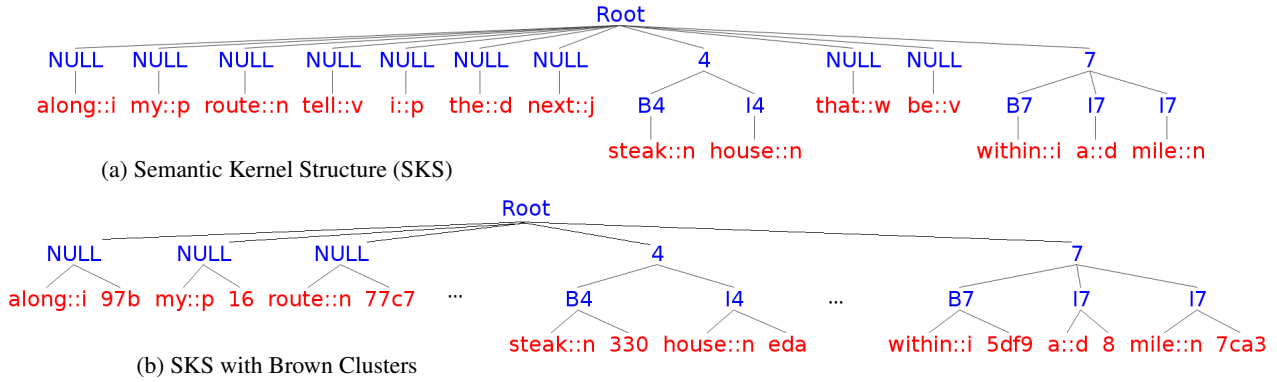 Root
NULL NULL NULL NULL NULL NULL NULL 4 NULL NULL 7
along::i my::p route::n tell::v i::p the::d next::j B4 I4 that::w be::v B7 I7 I7
steak::n house::n within::i a::d mile::n
(a) Semantic Kernel Structure (SKS)
Root
NULL NULL NULL 4 7
along::i 97b my::p 16 route::n 77c7 ... B4 I4 ... B7 I7 I7
steak::n 330 house::n eda within::i 5df9 a::d 8 mile::n 7ca3
(b) SKS with Brown Clusters